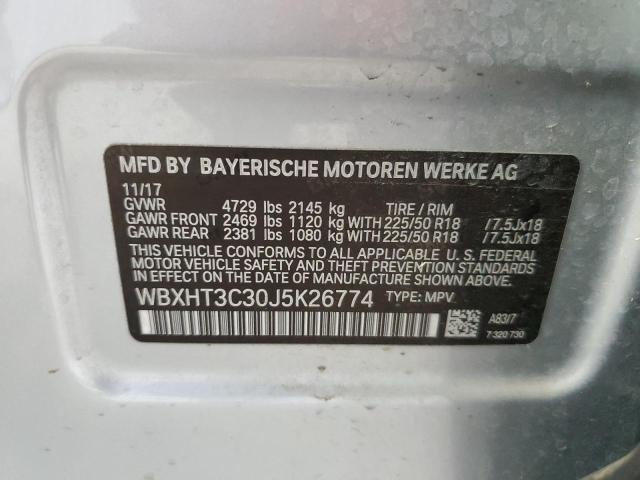 MFD BY BAYERISCHE MOTOREN WERKE AG
11/17
GVWR 4729 lbs 2145 kg TIRE / RIM
GAWR FRONT 2469 lbs 1120 kg WITH 225/50 R18 /7.5Jx18
GAWR REAR 2381 lbs 1080 kg WITH 225/50 R18 /7.5Jx18
THIS VEHICLE CONFORMS TO ALL APPLICABLE U. S. FEDERAL
MOTOR VEHICLE SAFETY AND THEFT PREVENTION STANDARDS
IN EFFECT ON THE DATE OF MANUFACTURE SHOWN ABOVE.
WBXHT3C30J5K26774 TYPE: MPV
A83/7
7 320 730